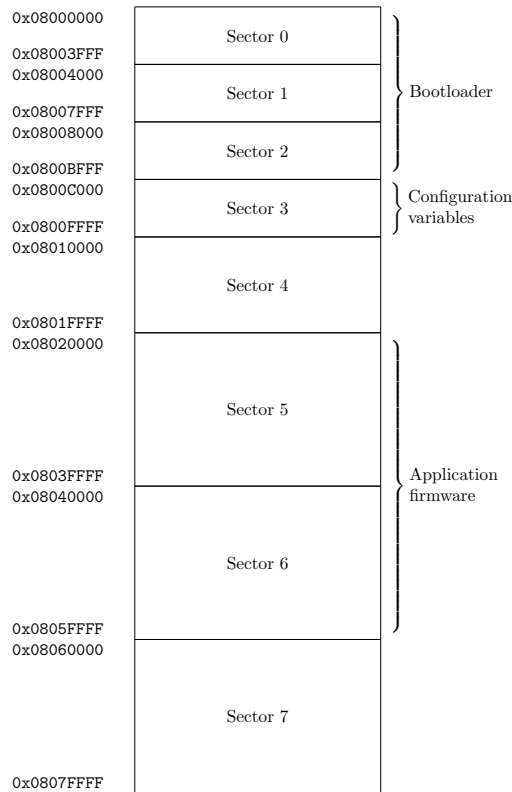 0x08000000
Sector 0
0x08003FFF
0x08004000
Sector 1
Bootloader
0x08007FFF
0x08008000
Sector 2
0x0800BFFF
0x0800C000
Sector 3
Configuration
variables
0x0800FFFF
0x08010000
Sector 4
0x0801FFFF
0x08020000
Sector 5
0x0803FFFF
Application
firmware
0x08040000
Sector 6
0x0805FFFF
0x08060000
Sector 7
0x0807FFFF